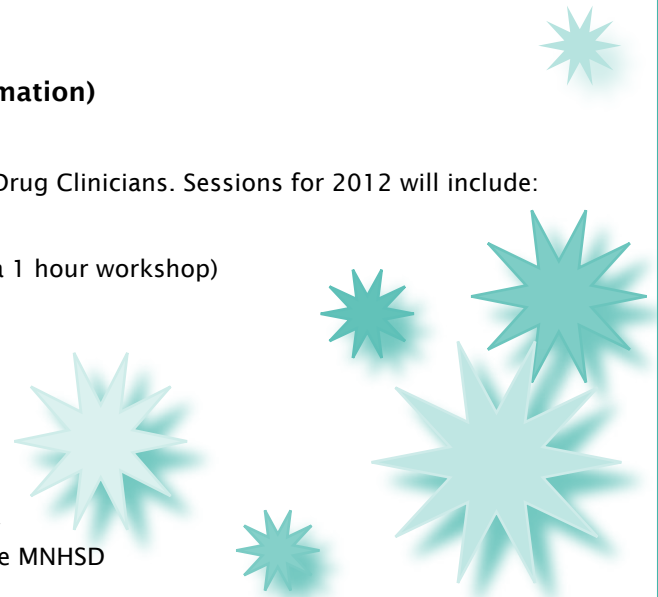 mation)
Drug Clinicians. Sessions for 2012 will include:
a 1 hour workshop)
e MNHSD